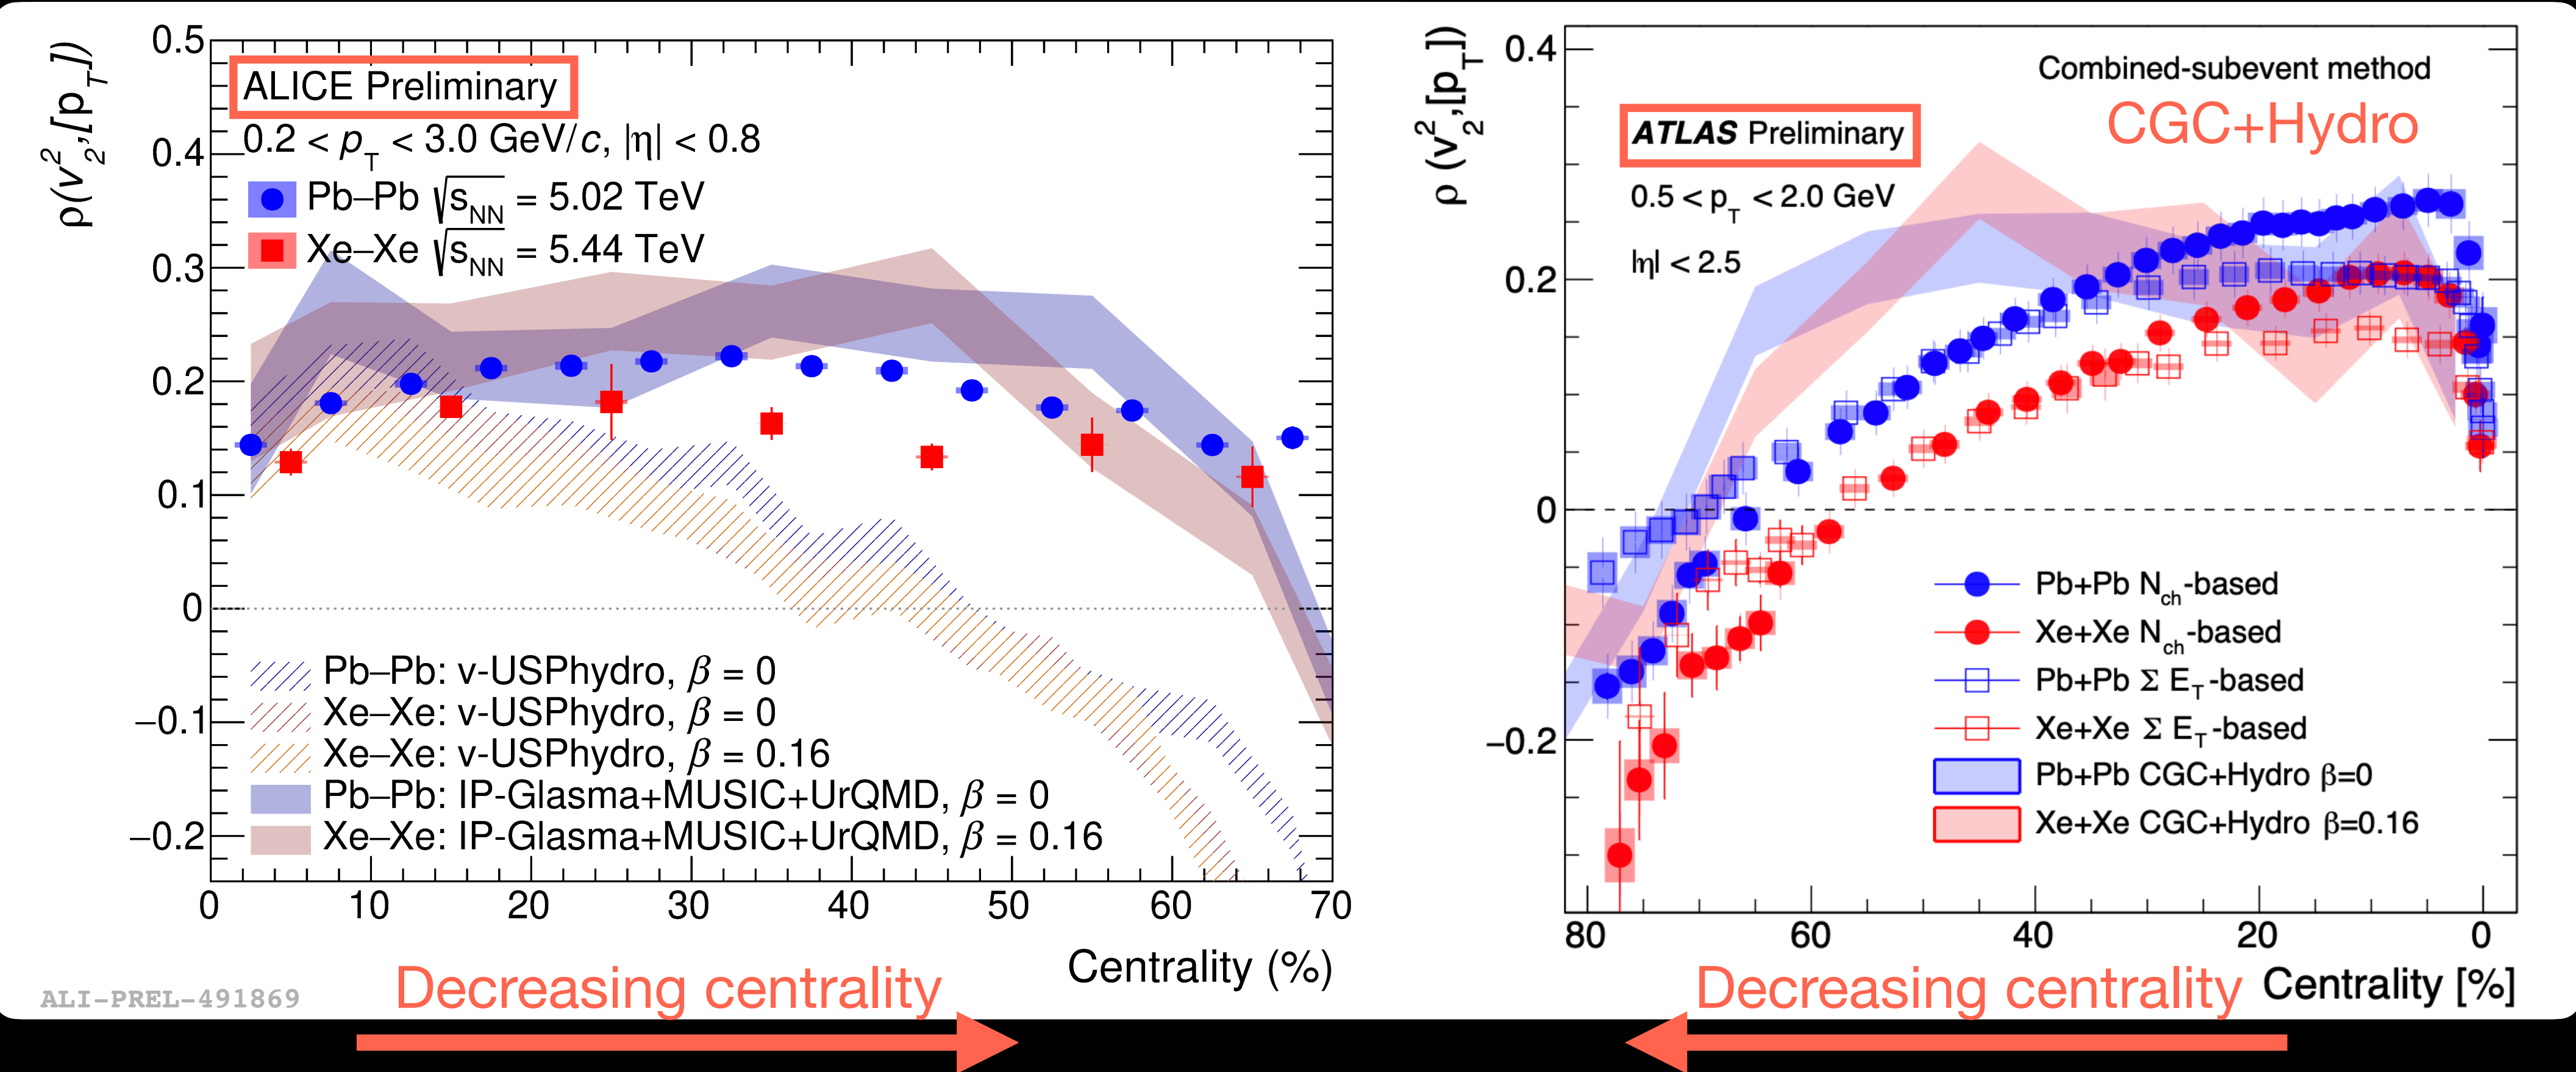 ρ(v₂²,[p_T])
0.5
0.4
0.3
0.2
0.1
0
−0.1
−0.2
ALICE Preliminary
0.2 < p_T < 3.0 GeV/c, |η| < 0.8
Pb–Pb √s_NN = 5.02 TeV
Xe–Xe √s_NN = 5.44 TeV
Pb–Pb: v-USPhydro, β = 0
Xe–Xe: v-USPhydro, β = 0
Xe–Xe: v-USPhydro, β = 0.16
Pb–Pb: IP-Glasma+MUSIC+UrQMD, β = 0
Xe–Xe: IP-Glasma+MUSIC+UrQMD, β = 0.16
0 10 20 30 40 50 60 70
Centrality (%)
ALI-PREL-491869
Decreasing centrality
ρ (v₂²,[p_T])
0.4
0.2
0
−0.2
Combined-subevent method
CGC+Hydro
ATLAS Preliminary
0.5 < p_T < 2.0 GeV
|η| < 2.5
Pb+Pb N_ch-based
Xe+Xe N_ch-based
Pb+Pb Σ E_T-based
Xe+Xe Σ E_T-based
Pb+Pb CGC+Hydro β=0
Xe+Xe CGC+Hydro β=0.16
80 60 40 20 0
Decreasing centrality
Centrality [%]